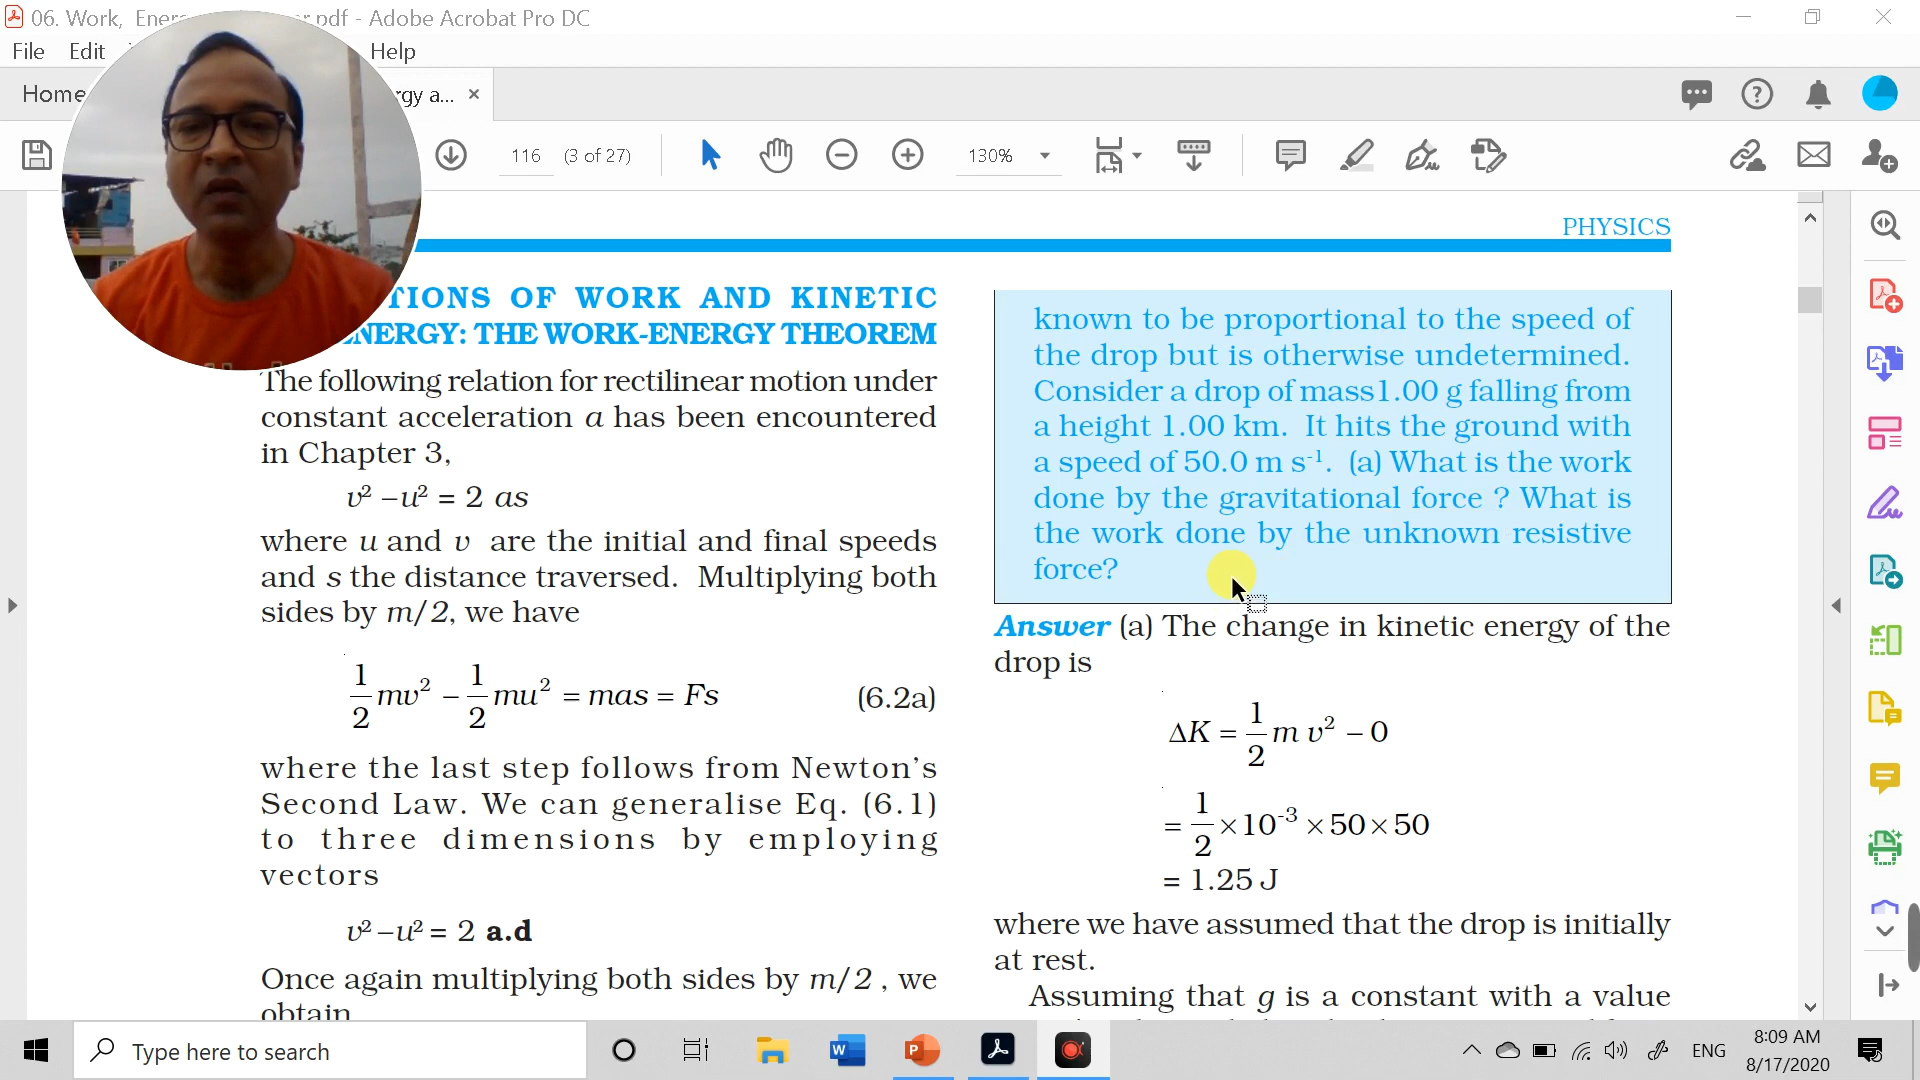 06. Work, Ener
r.pdf - Adobe Acrobat Pro DC
File Edit Help
Home
rgy a... ×
116 (3 of 27) 130%
PHYSICS
TIONS OF WORK AND KINETIC
ENERGY: THE WORK-ENERGY THEOREM
The following relation for rectilinear motion under
constant acceleration a has been encountered
in Chapter 3,
v² − u² = 2 as
where u and v are the initial and final speeds
and s the distance traversed. Multiplying both
sides by m/2, we have
1/2 mv² − 1/2 mu² = mas = Fs (6.2a)
where the last step follows from Newton's
Second Law. We can generalise Eq. (6.1)
to three dimensions by employing
vectors
v² − u² = 2 a.d
Once again multiplying both sides by m/2 , we
obtain
known to be proportional to the speed of
the drop but is otherwise undetermined.
Consider a drop of mass1.00 g falling from
a height 1.00 km. It hits the ground with
a speed of 50.0 m s⁻¹. (a) What is the work
done by the gravitational force ? What is
the work done by the unknown resistive
force?
Answer (a) The change in kinetic energy of the
drop is
ΔK = 1/2 m v² − 0
= 1/2 × 10⁻³ × 50 × 50
= 1.25 J
where we have assumed that the drop is initially
at rest.
Assuming that g is a constant with a value
Type here to search
ENG
8:09 AM
8/17/2020